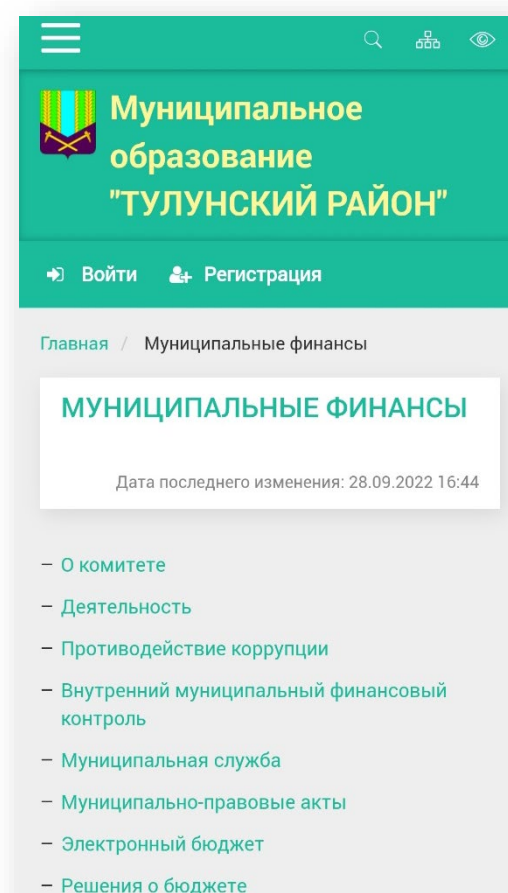 Муниципальное
образование
"ТУЛУНСКИЙ РАЙОН"
Войти Регистрация
Главная / Муниципальные финансы
МУНИЦИПАЛЬНЫЕ ФИНАНСЫ
Дата последнего изменения: 28.09.2022 16:44
– О комитете
– Деятельность
– Противодействие коррупции
– Внутренний муниципальный финансовый
контроль
– Муниципальная служба
– Муниципально-правовые акты
– Электронный бюджет
– Решения о бюджете